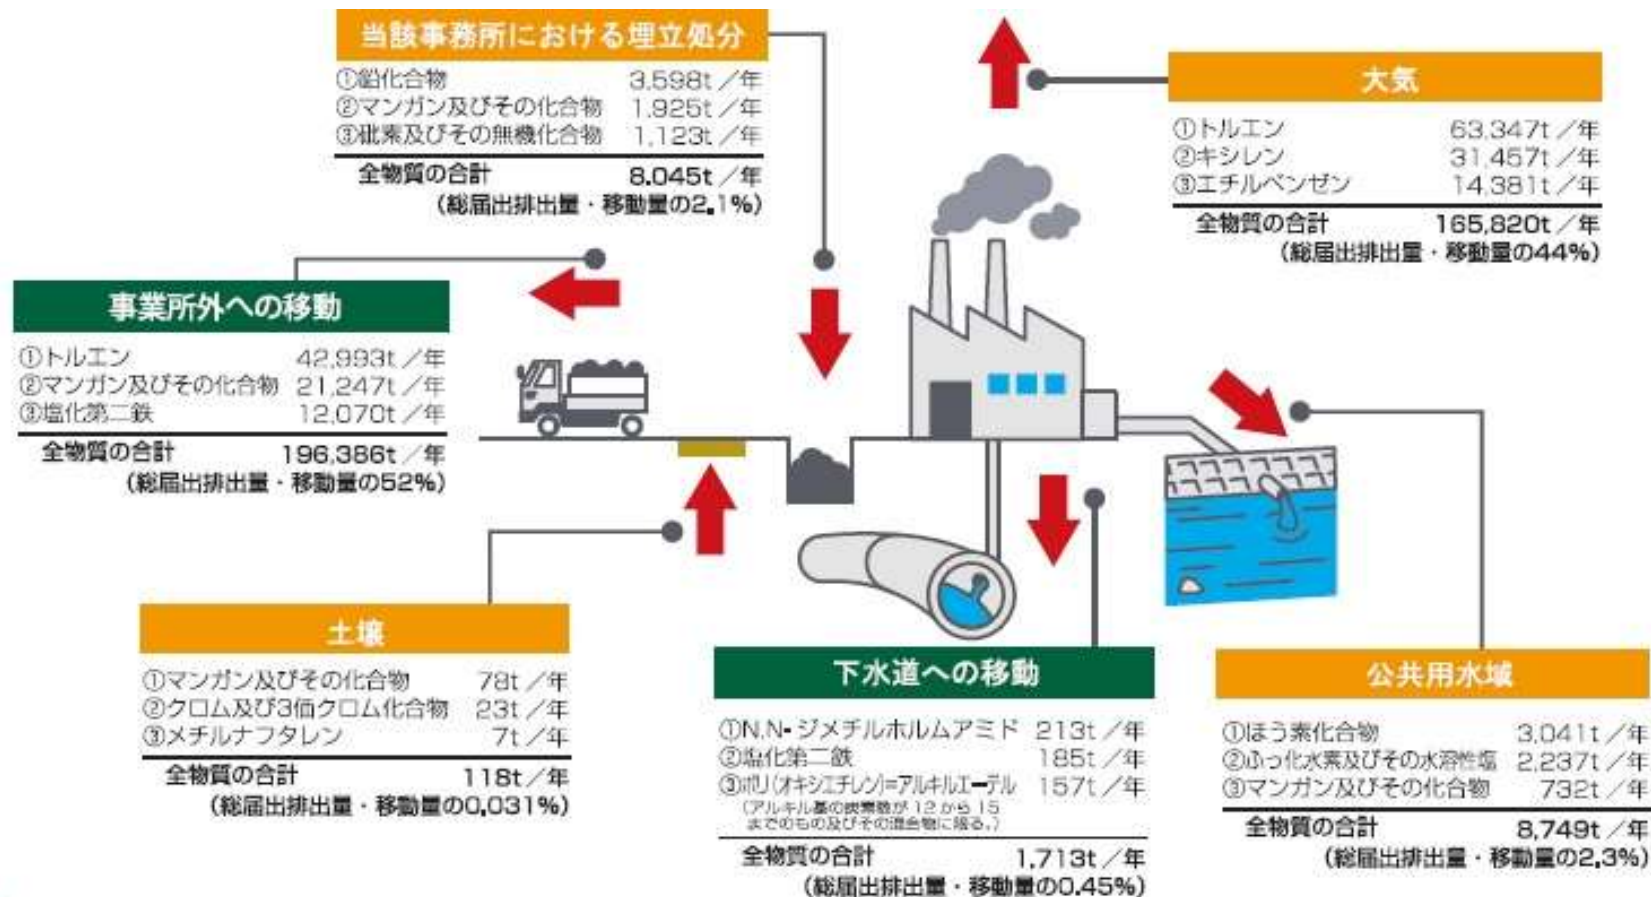 当該事務所における埋立処分
①鉛化合物 3,598t／年
②マンガン及びその化合物 1,925t／年
③砒素及びその無機化合物 1,123t／年
全物質の合計 8,045t／年
(総届出排出量・移動量の2.1%)
大気
①トルエン 63,347t／年
②キシレン 31,457t／年
③エチルベンゼン 14,381t／年
全物質の合計 165,820t／年
(総届出排出量・移動量の44%)
事業所外への移動
①トルエン 42,993t／年
②マンガン及びその化合物 21,247t／年
③塩化第二鉄 12,070t／年
全物質の合計 196,386t／年
(総届出排出量・移動量の52%)
土壌
①マンガン及びその化合物 78t／年
②クロム及び3価クロム化合物 23t／年
③メチルナフタレン 7t／年
全物質の合計 118t／年
(総届出排出量・移動量の0.031%)
下水道への移動
①N.N-ジメチルホルムアミド 213t／年
②塩化第二鉄 185t／年
③ポリ(オキシエチレン)=アルキルエーテル 157t／年
(アルキル基の炭素数が12から15
までのもの及びその混合物に限る。)
全物質の合計 1,713t／年
(総届出排出量・移動量の0.45%)
公共用水域
①ほう素化合物 3,041t／年
②ふっ化水素及びその水溶性塩 2,237t／年
③マンガン及びその化合物 732t／年
全物質の合計 8,749t／年
(総届出排出量・移動量の2.3%)